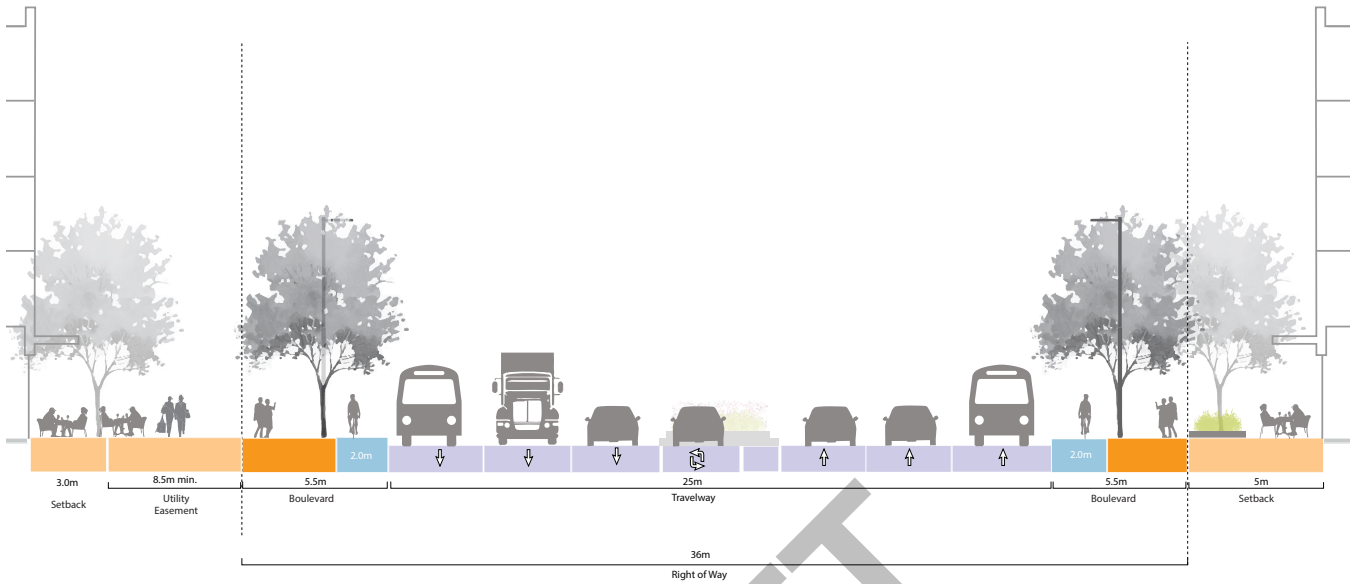 2.0m
2.0m
3.0m
8.5m min.
5.5m
25m
5.5m
5m
Setback
Utility
Easement
Boulevard
Travelway
Boulevard
Setback
36m
Right of Way